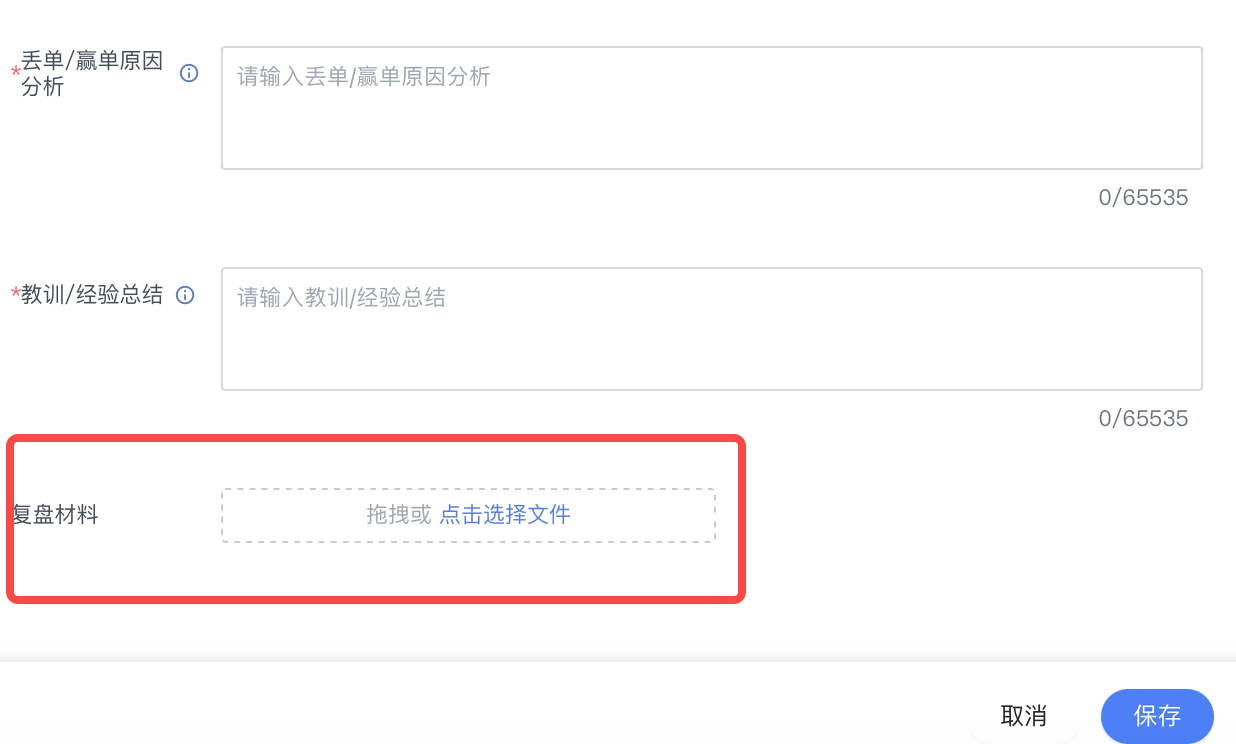 *丢单/赢单原因
分析
请输入丢单/赢单原因分析
0/65535
*教训/经验总结
请输入教训/经验总结
0/65535
复盘材料
拖拽或 点击选择文件
取消
保存